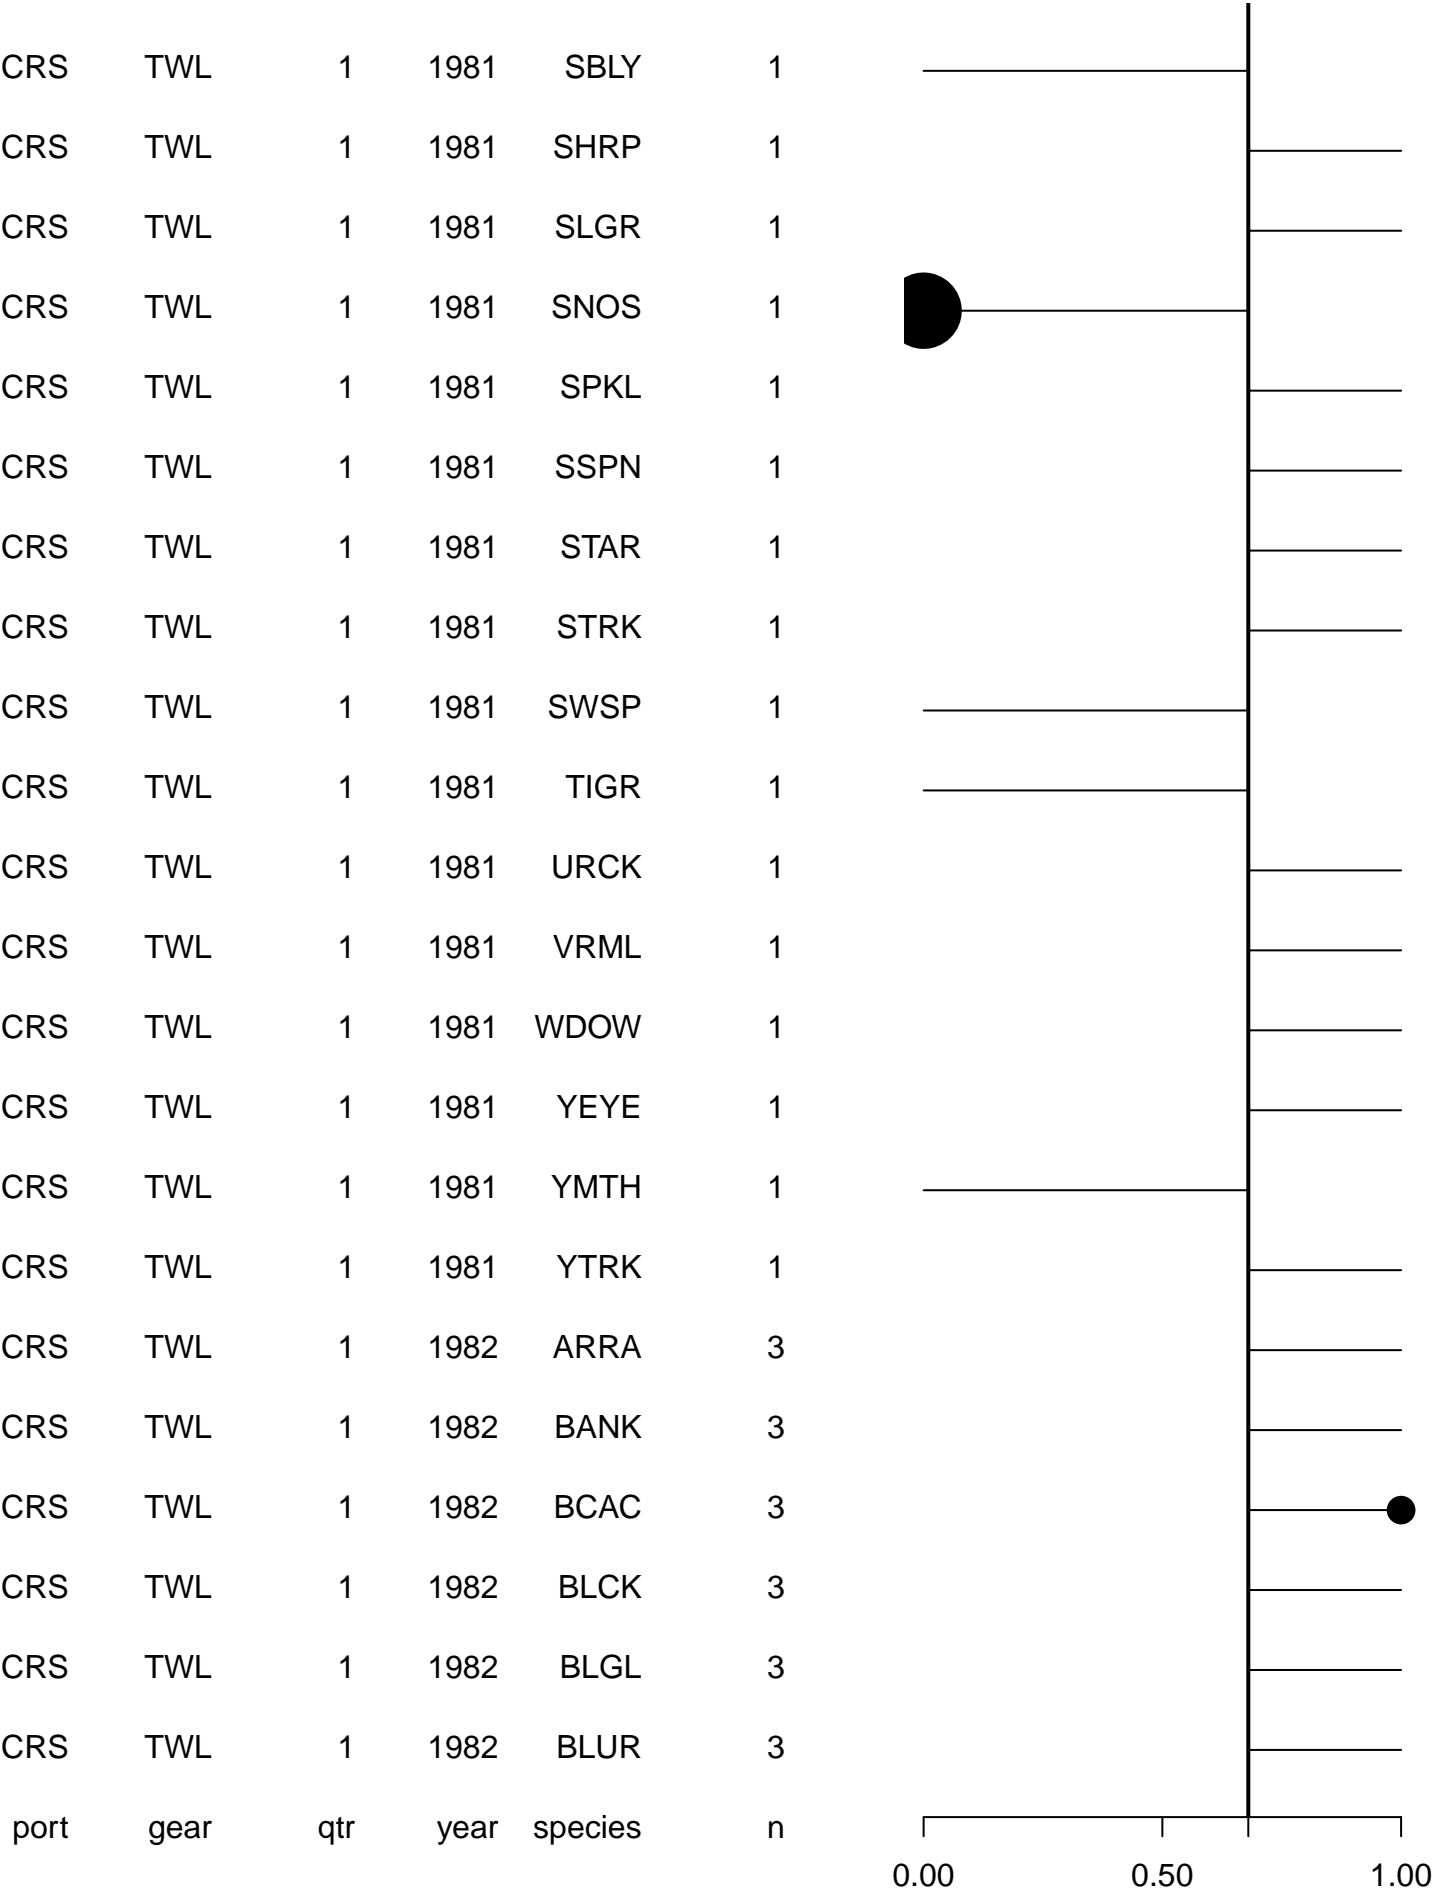 CRS TWL 1 1981 SBLY 1
CRS TWL 1 1981 SHRP 1
CRS TWL 1 1981 SLGR 1
CRS TWL 1 1981 SNOS 1
CRS TWL 1 1981 SPKL 1
CRS TWL 1 1981 SSPN 1
CRS TWL 1 1981 STAR 1
CRS TWL 1 1981 STRK 1
CRS TWL 1 1981 SWSP 1
CRS TWL 1 1981 TIGR 1
CRS TWL 1 1981 URCK 1
CRS TWL 1 1981 VRML 1
CRS TWL 1 1981 WDOW 1
CRS TWL 1 1981 YEYE 1
CRS TWL 1 1981 YMTH 1
CRS TWL 1 1981 YTRK 1
CRS TWL 1 1982 ARRA 3
CRS TWL 1 1982 BANK 3
CRS TWL 1 1982 BCAC 3
CRS TWL 1 1982 BLCK 3
CRS TWL 1 1982 BLGL 3
CRS TWL 1 1982 BLUR 3
port gear qtr year species n
0.00 0.50 1.00